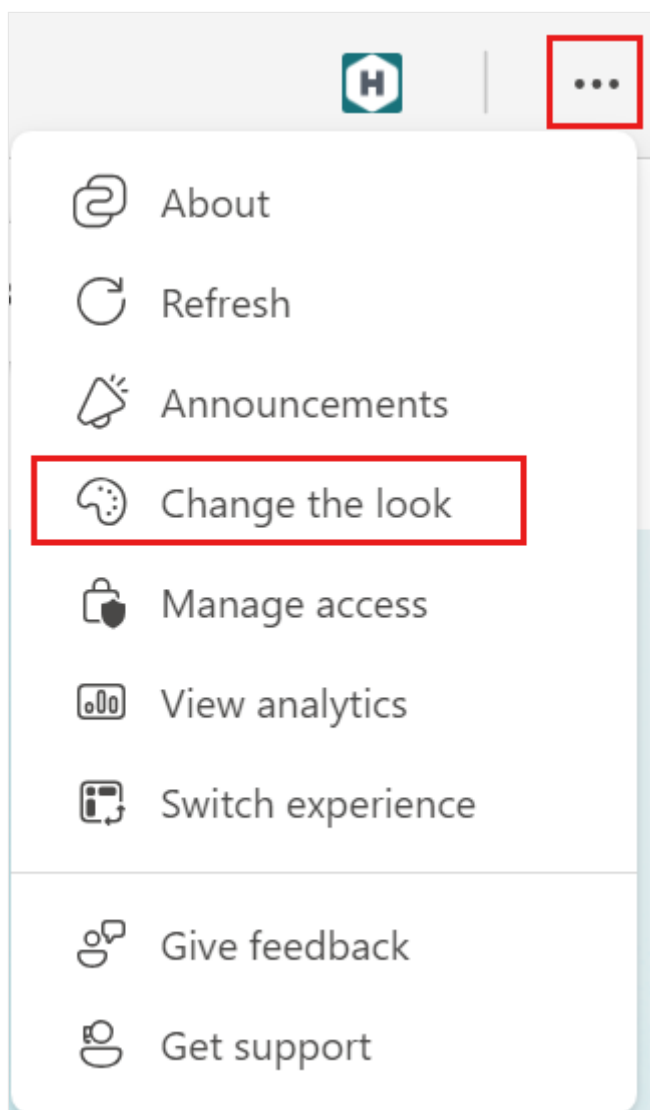 H
About
Refresh
Announcements
Change the look
Manage access
View analytics
Switch experience
Give feedback
Get support